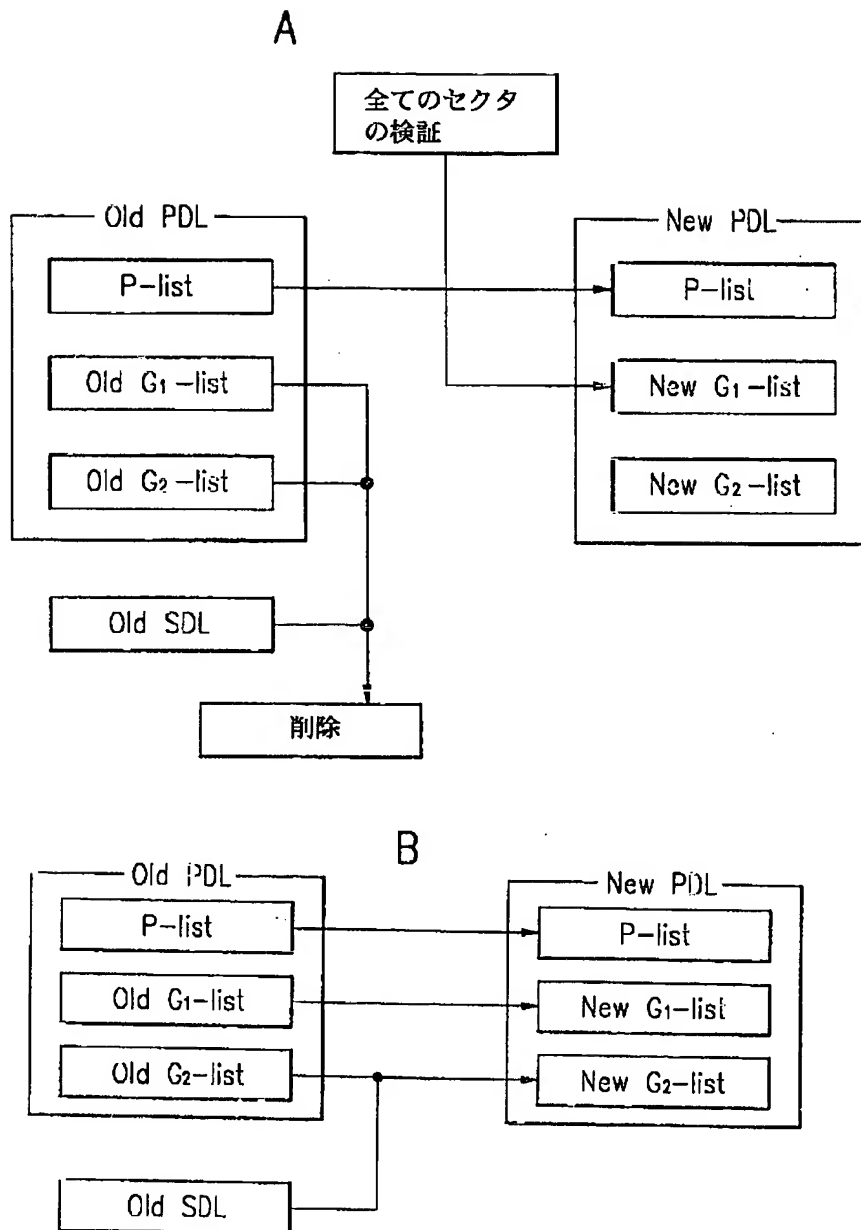 A
全てのセクタ
の検証
Old PDL
New PDL
P-list
P-list
Old G₁-list
New G₁-list
Old G₂-list
New G₂-list
Old SDL
削除
B
Old PDL
New PDL
P-list
P-list
Old G₁-list
New G₁-list
Old G₂-list
New G₂-list
Old SDL